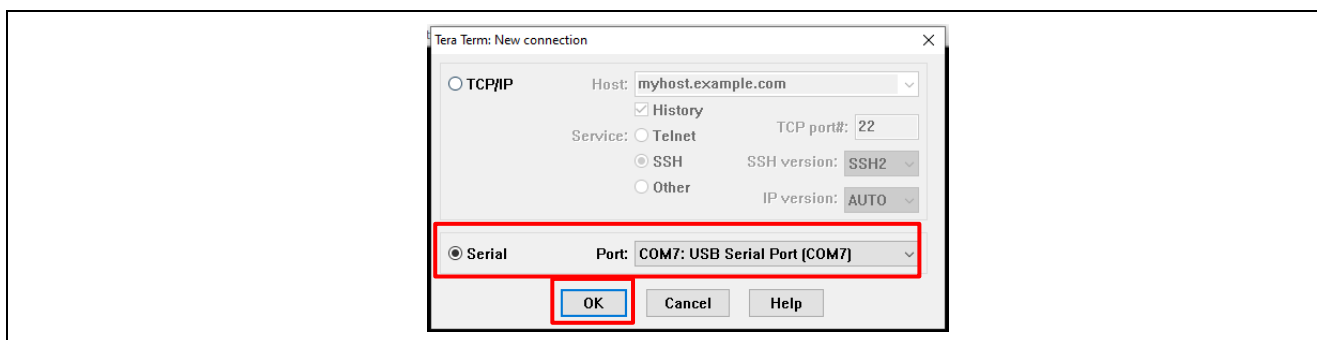 Tera Term: New connection
TCP/IP Host: myhost.example.com
History
Service: Telnet TCP port#: 22
SSH SSH version: SSH2
Other IP version: AUTO
Serial Port: COM7: USB Serial Port (COM7)
OK Cancel Help